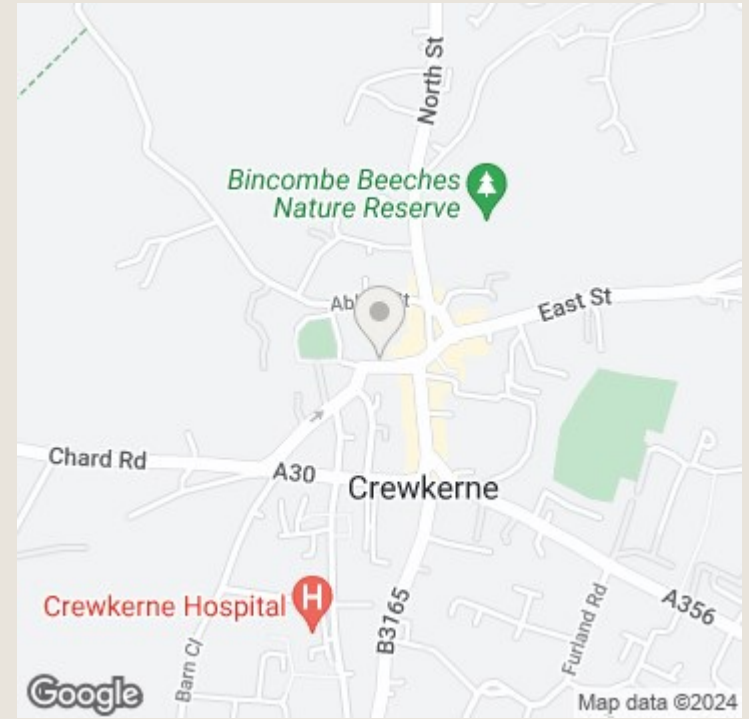 North St
Bincombe Beeches
Nature Reserve
East St
Chard Rd
A30
Crewkerne
Crewkerne Hospital
H
B3165
A356
Furland Rd
Barn Cl
Google
Map data ©2024